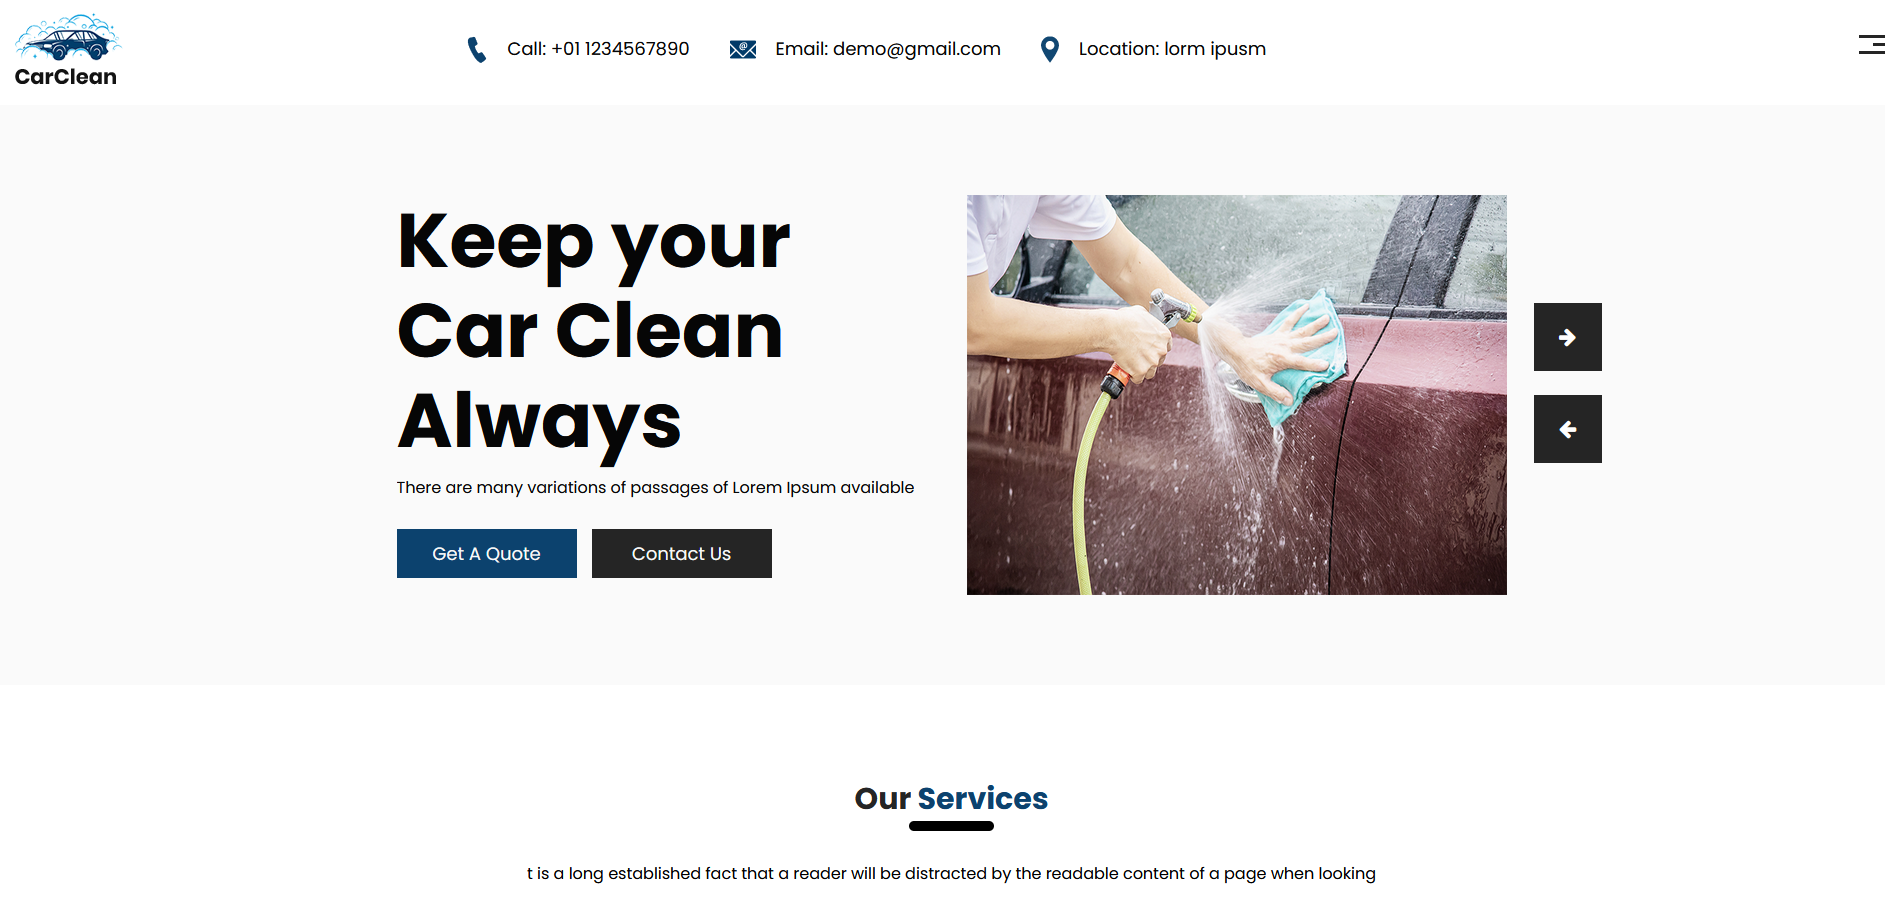 CarClean
Call: +01 1234567890
Email: demo@gmail.com
Location: lorm ipusm
Keep your
Car Clean
Always
There are many variations of passages of Lorem Ipsum available
Get A Quote
Contact Us
Our Services
t is a long established fact that a reader will be distracted by the readable content of a page when looking